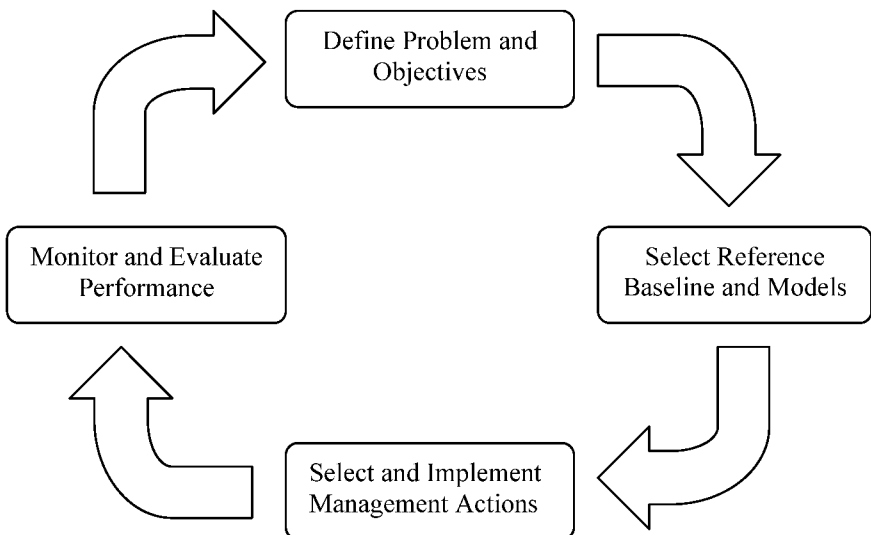 Define Problem and
Objectives
Monitor and Evaluate
Performance
Select Reference
Baseline and Models
Select and Implement
Management Actions